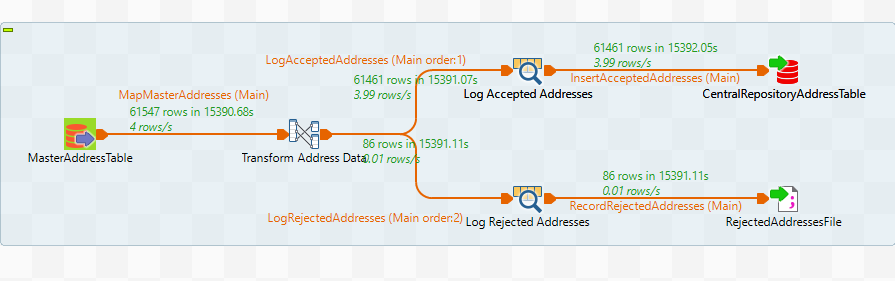 LogAcceptedAddresses (Main order:1)
61461 rows in 15391.07s
3.99 rows/s
61461 rows in 15392.05s
3.99 rows/s
InsertAcceptedAddresses (Main)
Log Accepted Addresses
CentralRepositoryAddressTable
MapMasterAddresses (Main)
61547 rows in 15390.68s
4 rows/s
MasterAddressTable
Transform Address Data
86 rows in 15391.11s
0.01 rows/s
LogRejectedAddresses (Main order:2)
86 rows in 15391.11s
0.01 rows/s
RecordRejectedAddresses (Main)
Log Rejected Addresses
RejectedAddressesFile